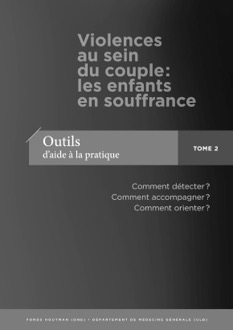 Violences
au sein
du couple :
les enfants
en souffrance
Outils
d'aide à la pratique
TOME 2
Comment détecter ?
Comment accompagner ?
Comment orienter ?
FONDS HOUTMAN (ONE) • DÉPARTEMENT DE MÉDECINE GÉNÉRALE (ULB)